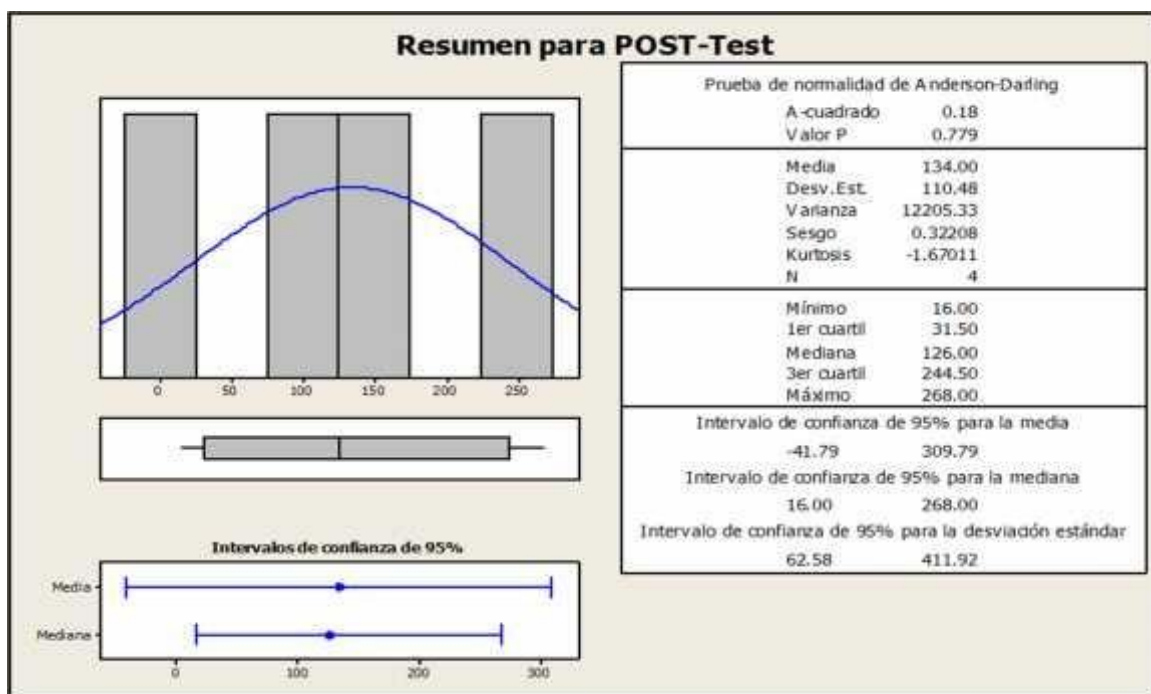 Resumen para POST-Test
0 50 100 150 200 250
Intervalos de confianza de 95%
Media
Mediana
0 100 200 300
Prueba de normalidad de Anderson-Darling
A-cuadrado 0.18
Valor P 0.779
Media 134.00
Desv.Est. 110.48
Varianza 12205.33
Sesgo 0.32208
Kurtosis -1.67011
N 4
Mínimo 16.00
1er cuartil 31.50
Mediana 126.00
3er cuartil 244.50
Máximo 268.00
Intervalo de confianza de 95% para la media
-41.79 309.79
Intervalo de confianza de 95% para la mediana
16.00 268.00
Intervalo de confianza de 95% para la desviación estándar
62.58 411.92